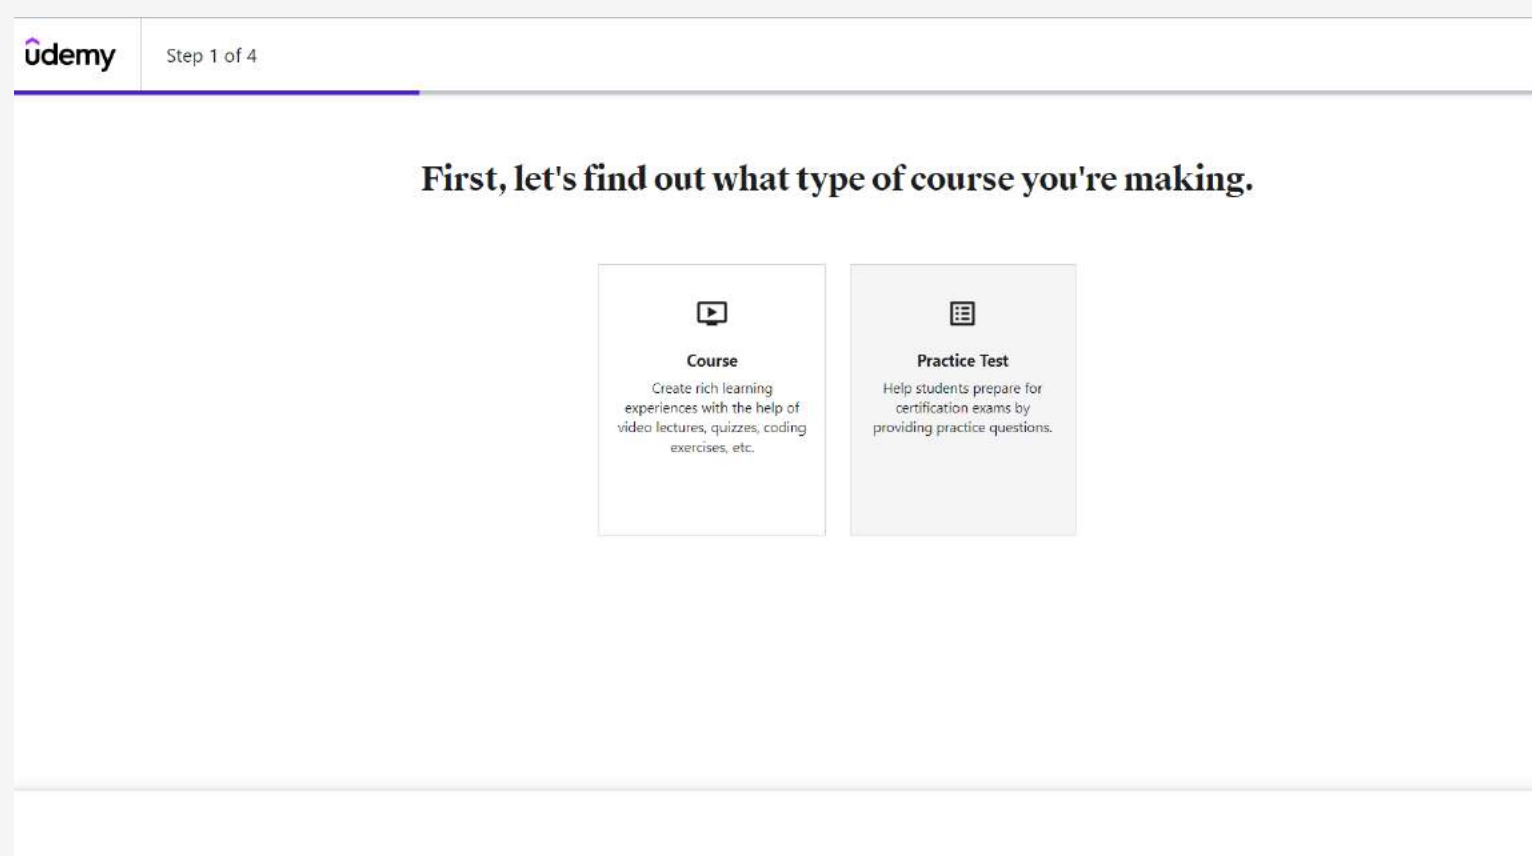 ûdemy
Step 1 of 4
First, let's find out what type of course you're making.
Course
Create rich learning
experiences with the help of
video lectures, quizzes, coding
exercises, etc.
Practice Test
Help students prepare for
certification exams by
providing practice questions.